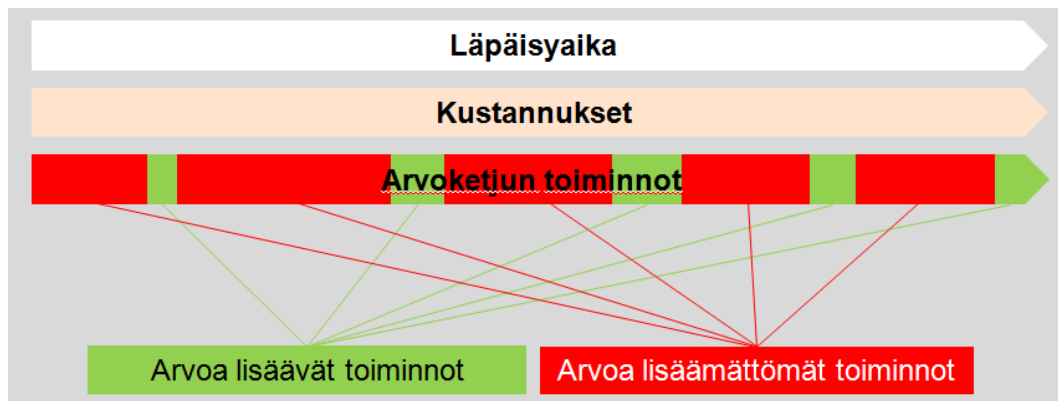 Läpäisyaika
Kustannukset
Arvoketjun toiminnot
Arvoa lisäävät toiminnot
Arvoa lisäämättömät toiminnot